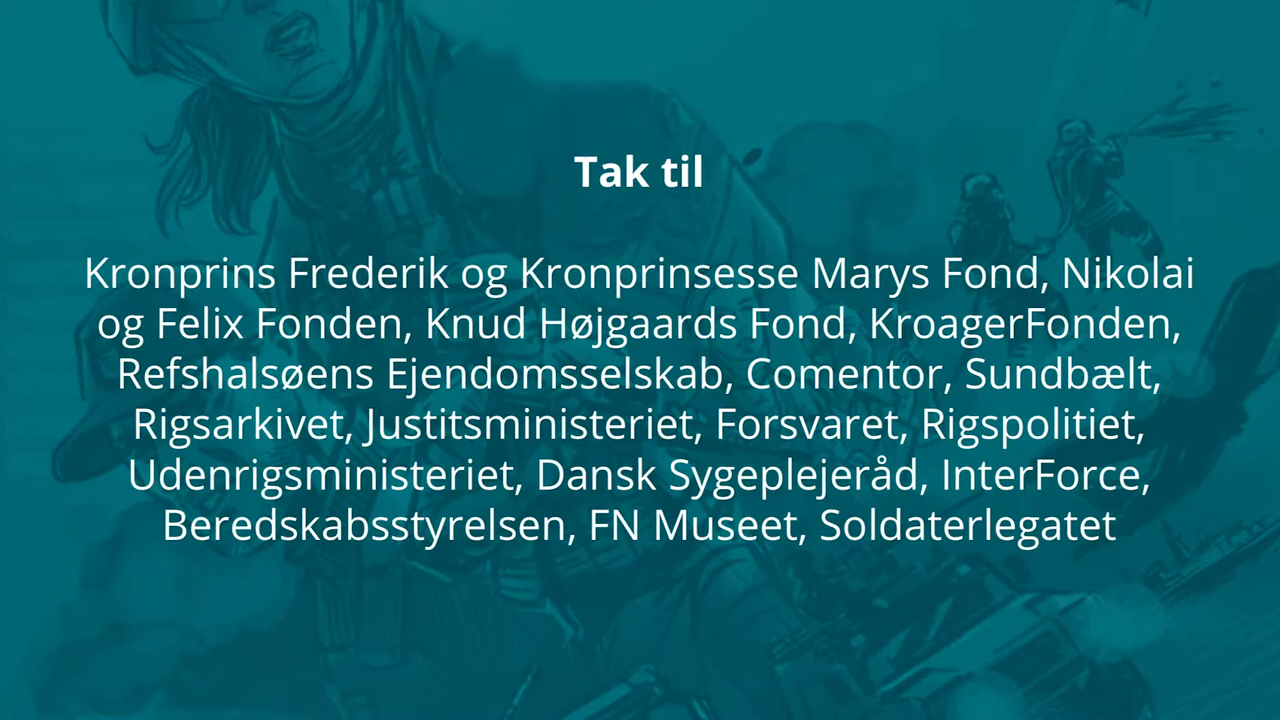 Tak til
Kronprins Frederik og Kronprinsesse Marys Fond, Nikolai
og Felix Fonden, Knud Højgaards Fond, KroagerFonden,
Refshalsøens Ejendomsselskab, Comentor, Sundbælt,
Rigsarkivet, Justitsministeriet, Forsvaret, Rigspolitiet,
Udenrigsministeriet, Dansk Sygeplejeråd, InterForce,
Beredskabsstyrelsen, FN Museet, Soldaterlegatet